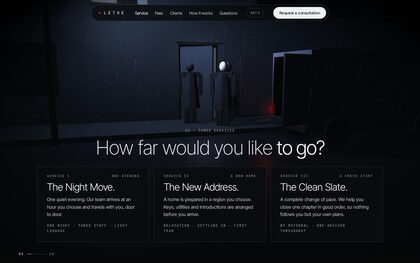 LETHE
Service
Fees
Clients
How it works
Questions
Request a consultation
02 · THREE SERVICES
How far would you like to go?
SERVICE I
ONE EVENING
The Night Move.
One quiet evening. Our team arrives at an
hour you choose and travels with you, door
to door.
ONE NIGHT · THREE STAFF · LIGHT
LUGGAGE
SERVICE II
A NEW HOME
The New Address.
A home is prepared in a region you choose.
Keys, utilities and introductions are arranged
before you arrive.
RELOCATION · SETTLING IN · FIRST
YEAR
SERVICE III
A FRESH START
The Clean Slate.
A complete change of pace. We help you
close one chapter in good order, so nothing
follows you but your own plans.
BY REFERRAL · ONE ADVISER
THROUGHOUT